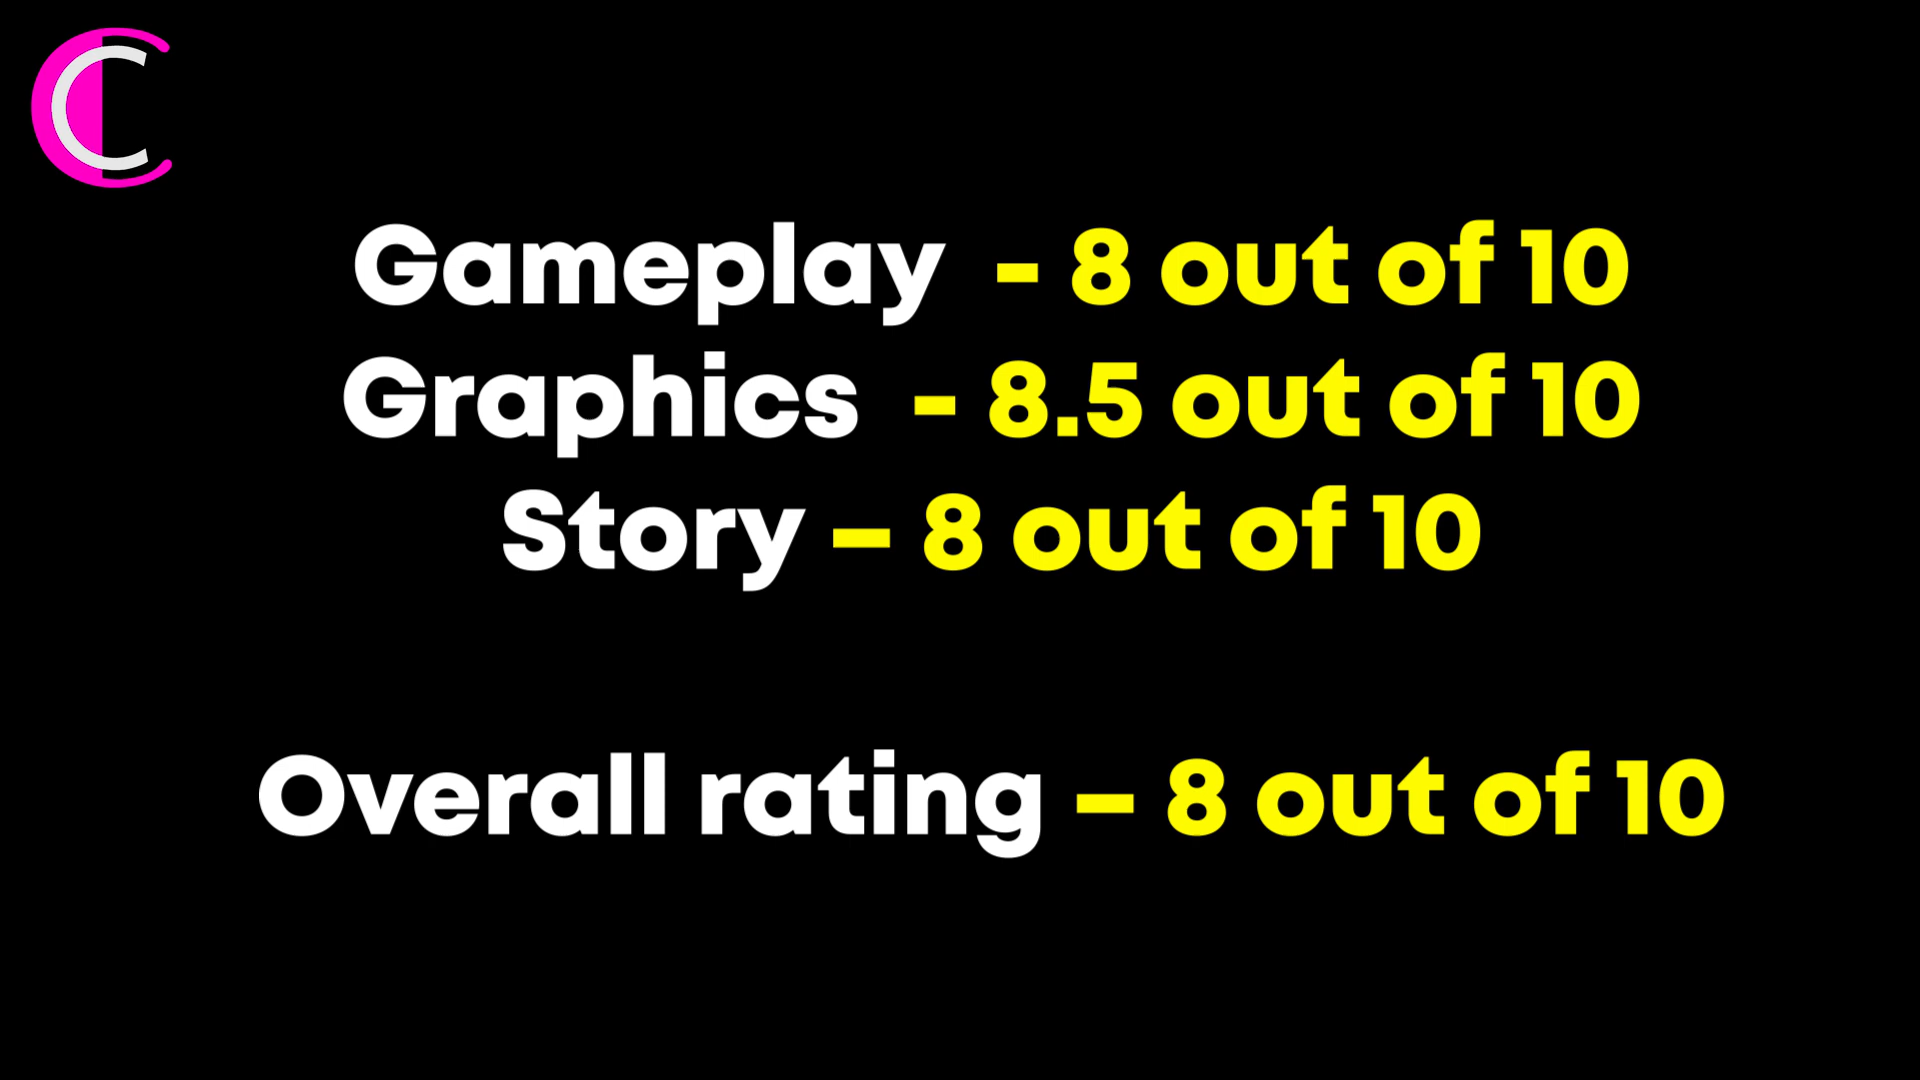 Gameplay - 8 out of 10
Graphics - 8.5 out of 10
Story – 8 out of 10
Overall rating – 8 out of 10